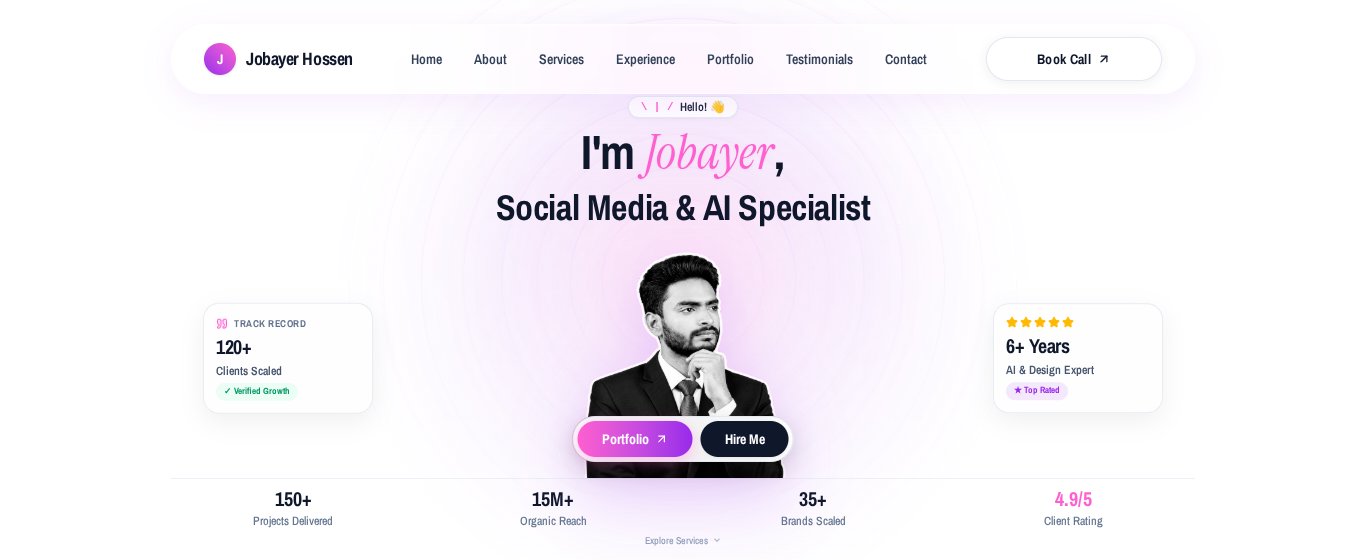 J Jobayer Hossen Home About Services Experience Portfolio Testimonials Contact Book Call
\ | / Hello! 👋
I'm Jobayer,
Social Media & AI Specialist
TRACK RECORD
120+
Clients Scaled
✓ Verified Growth
6+ Years
AI & Design Expert
★ Top Rated
Portfolio Hire Me
150+ 15M+ 35+ 4.9/5
Projects Delivered Organic Reach Brands Scaled Client Rating
Explore Services